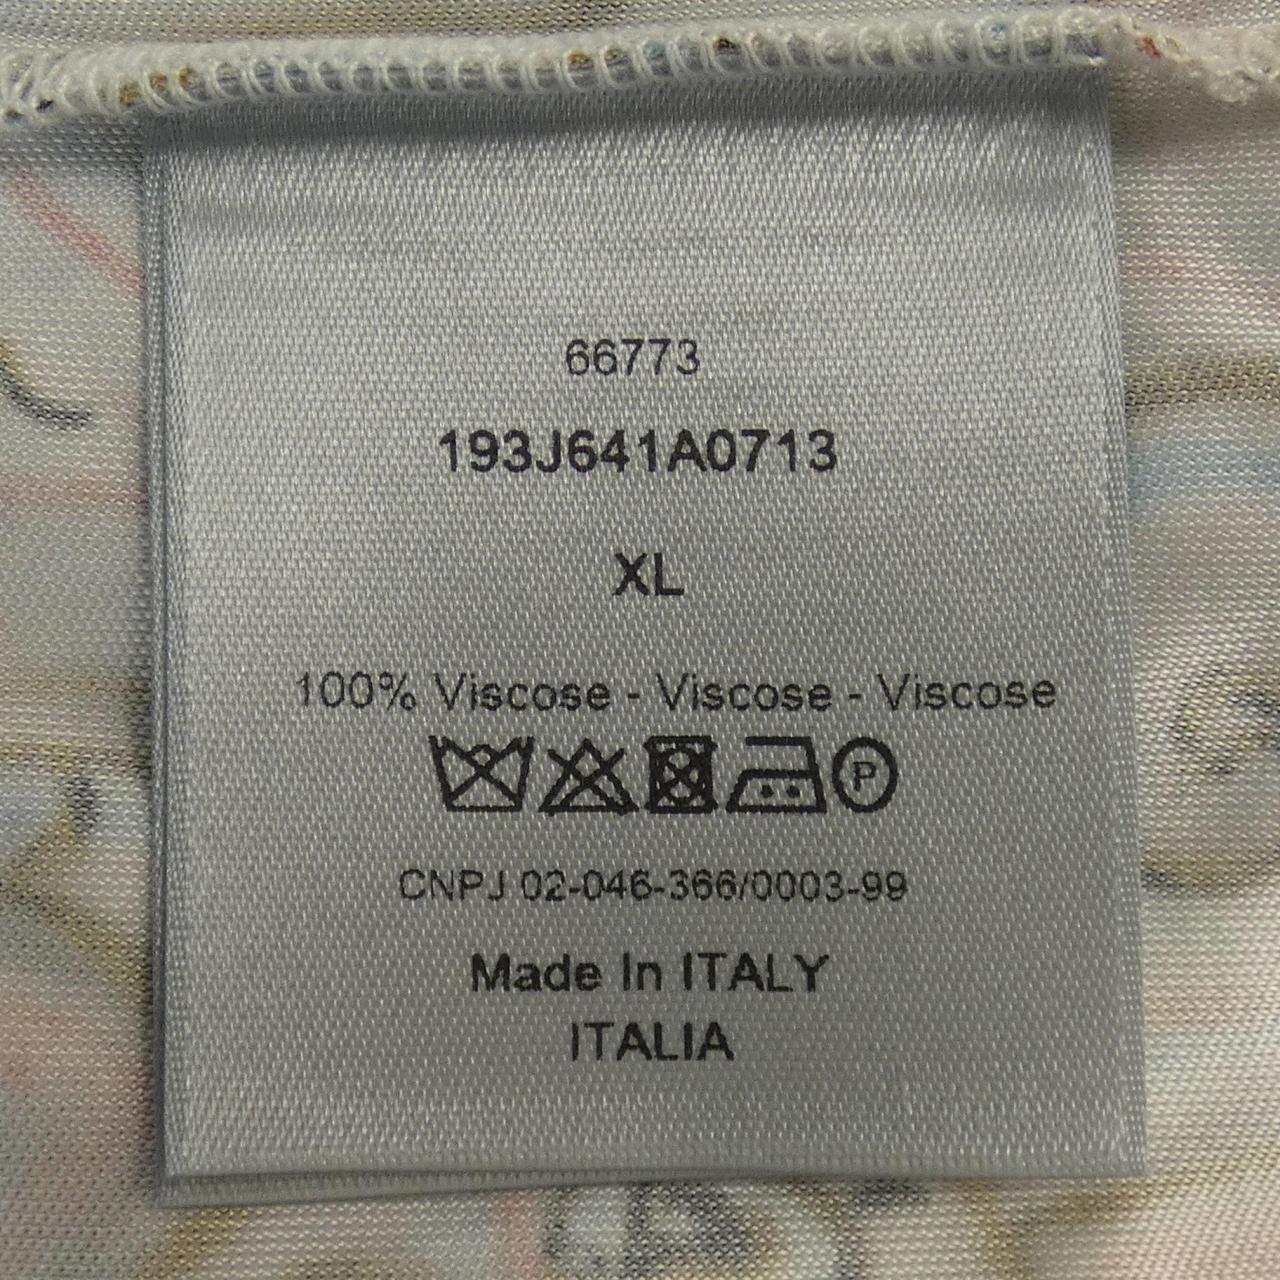 66773
193J641A0713
XL
100% Viscose - Viscose - Viscose
P
CNPJ 02-046-366/0003-99
Made In ITALY
ITALIA